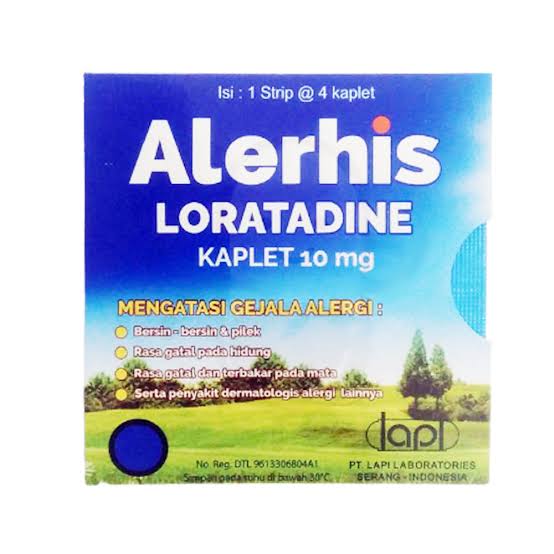 Isi : 1 Strip @ 4 kaplet
Alerhis
LORATADINE
KAPLET 10 mg
MENGATASI GEJALA ALERGI :
Bersin - bersin & pilek
Rasa gatal pada hidung
Rasa gatal dan terbakar pada mata
Serta penyakit dermatologis alergi lainnya
lapi
No. Reg. DTL 9613306804A1
Simpan pada suhu di bawah 30°C
PT. LAPI LABORATORIES
SERANG - INDONESIA